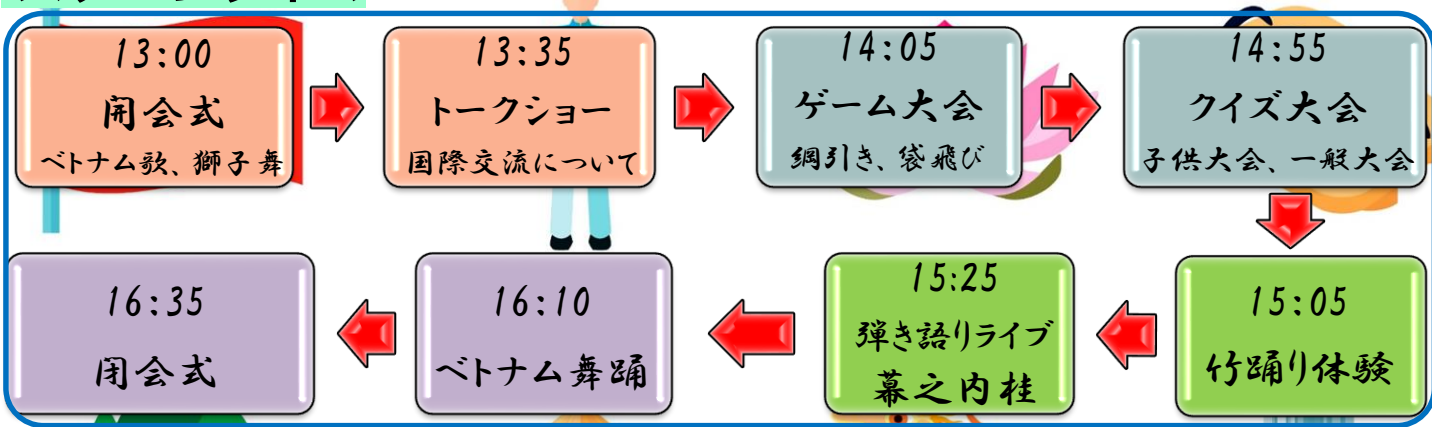 13:00
開会式
ベトナム歌、獅子舞
13:35
トークショー
国際交流について
14:05
ゲーム大会
綱引き、袋飛び
14:55
クイズ大会
子供大会、一般大会
15:05
竹踊り体験
15:25
弾き語りライブ
幕之内桂
16:10
ベトナム舞踊
16:35
閉会式